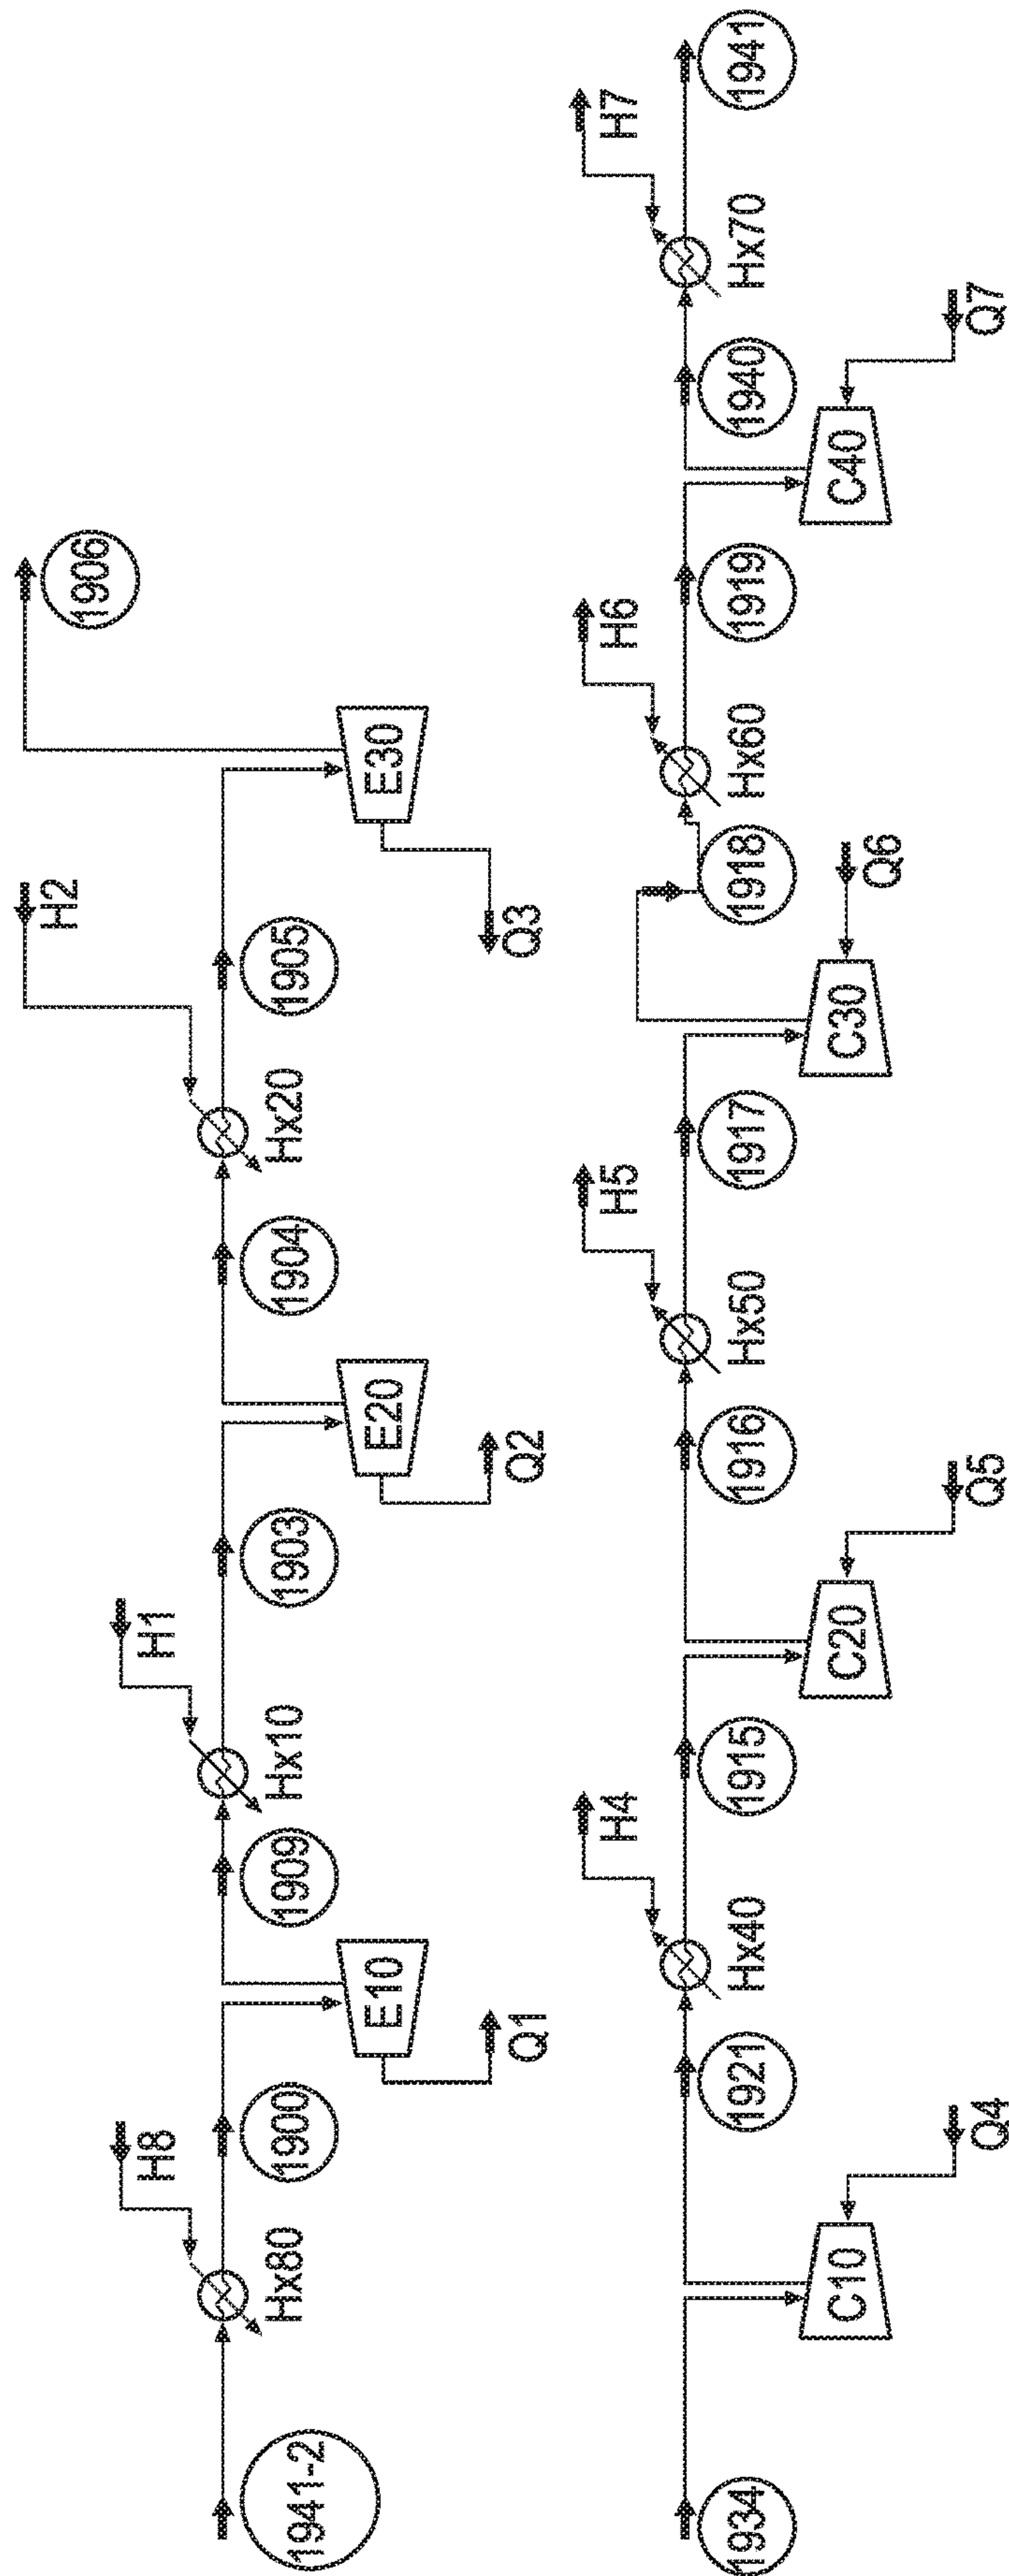 1941-2
Hx80
H8
1900
E10
Q1
1909
Hx10
H1
1903
E20
Q2
1904
Hx20
H2
1905
E30
Q3
1906
1934
C10
Q4
1921
Hx40
H4
1915
C20
Q5
1916
Hx50
H5
1917
C30
Q6
1918
Hx60
H6
1919
C40
Q7
1940
Hx70
H7
1941